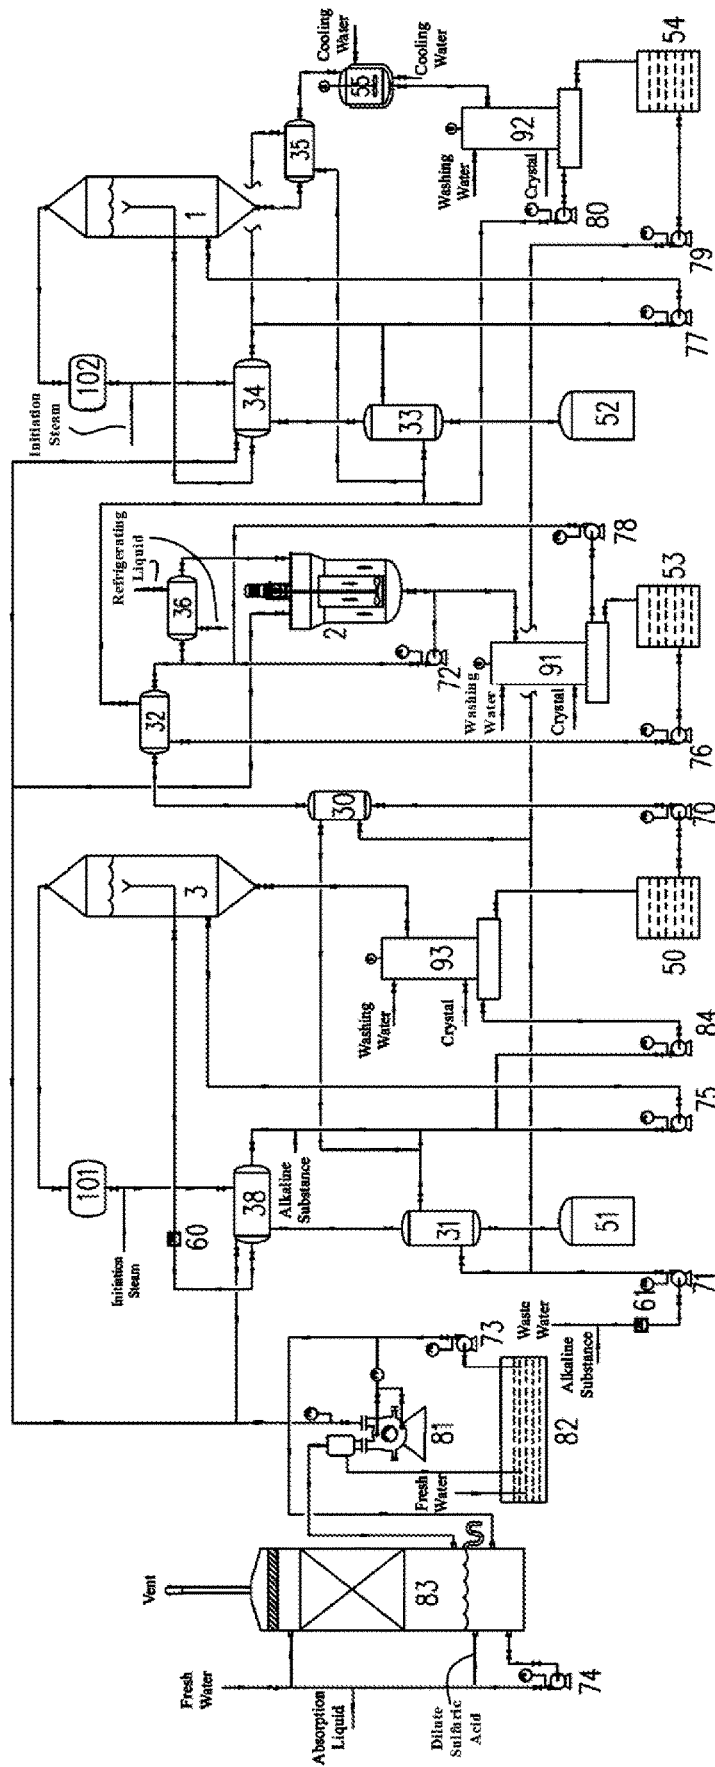 Vent
Fresh
Water
Absorption
Liquid
Dilute
Sulfuric
Acid
83
74
Fresh
Water
81
82
73
Waste
Water
Alkaline
Substance
61
71
60
Initiation
Steam
101
38
Alkaline
Substance
31
51
75
84
3
Washing
Water
Crystal
93
50
30
70
32
76
36
Refrigerating
Liquid
2
72
Washing
Water
Crystal
91
53
78
Initiation
Steam
102
34
33
52
77
79
1
35
80
Cooling
Water
55
Cooling
Water
Washing
Water
Crystal
92
54